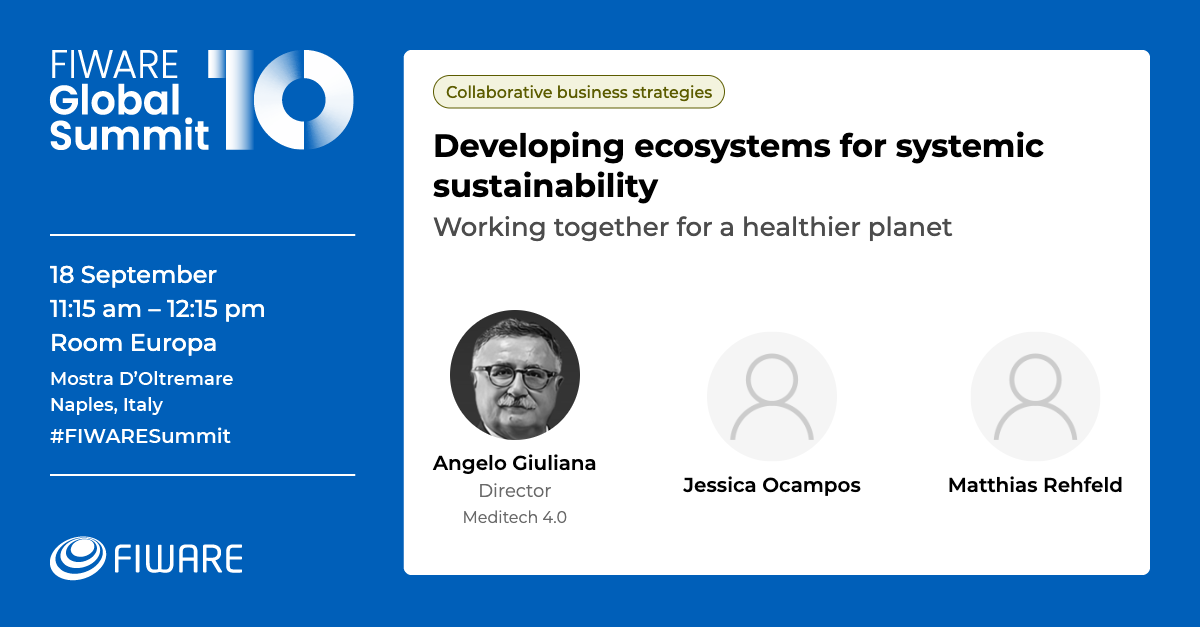 FIWARE
Global
Summit
10
18 September
11:15 am – 12:15 pm
Room Europa
Mostra D’Oltremare
Naples, Italy
#FIWARESummit
FIWARE
Collaborative business strategies
Developing ecosystems for systemic
sustainability
Working together for a healthier planet
Angelo Giuliana
Director
Meditech 4.0
Jessica Ocampos
Matthias Rehfeld